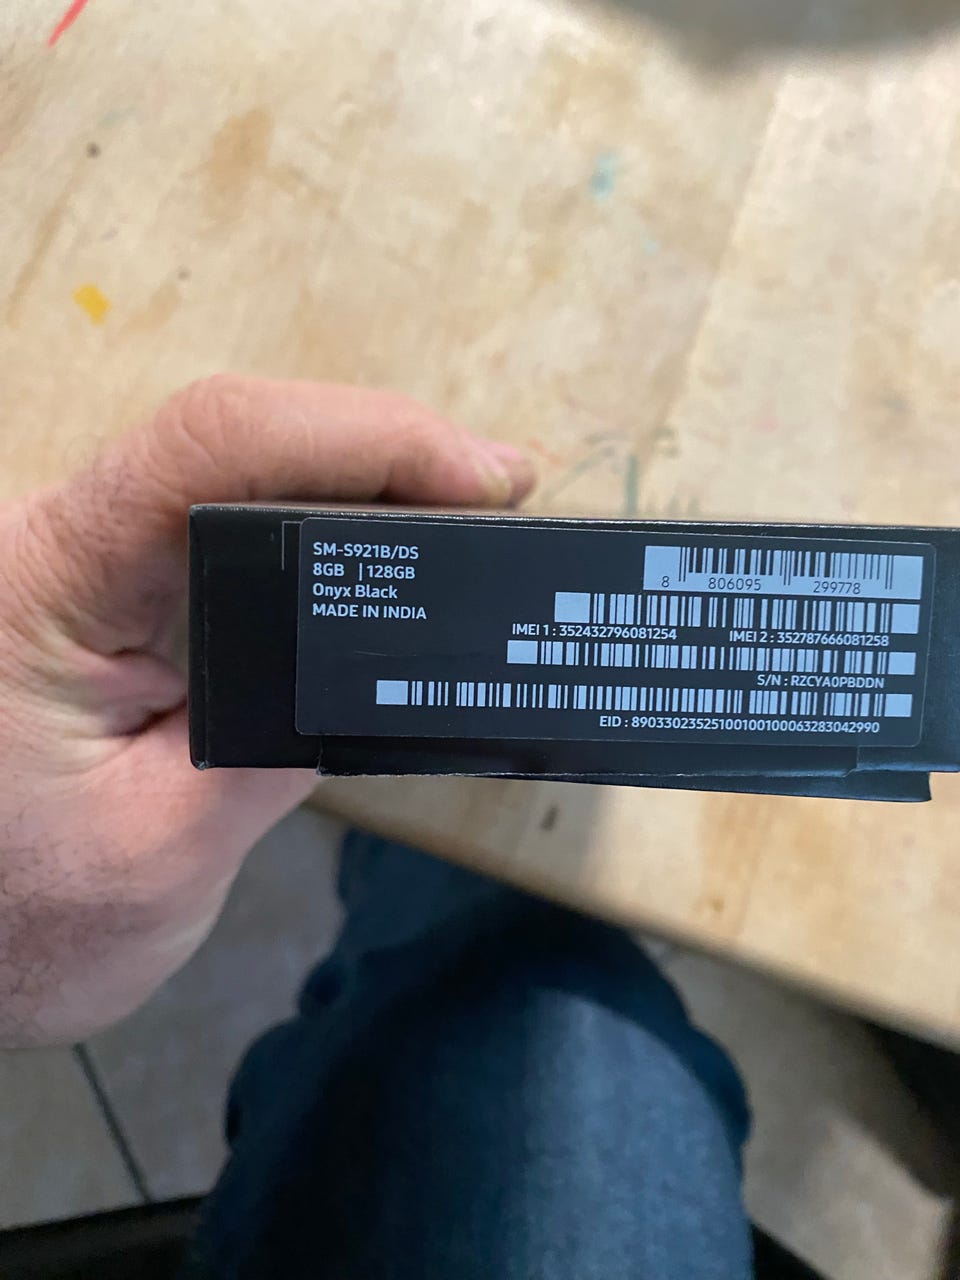 SM-S921B/DS
8GB | 128GB
Onyx Black
MADE IN INDIA
8 806095 299778
IMEI 1 : 352432796081254 IMEI 2 : 352787666081258
S/N : RZCYA0PBDDN
EID : 89033023525100100100063283042990